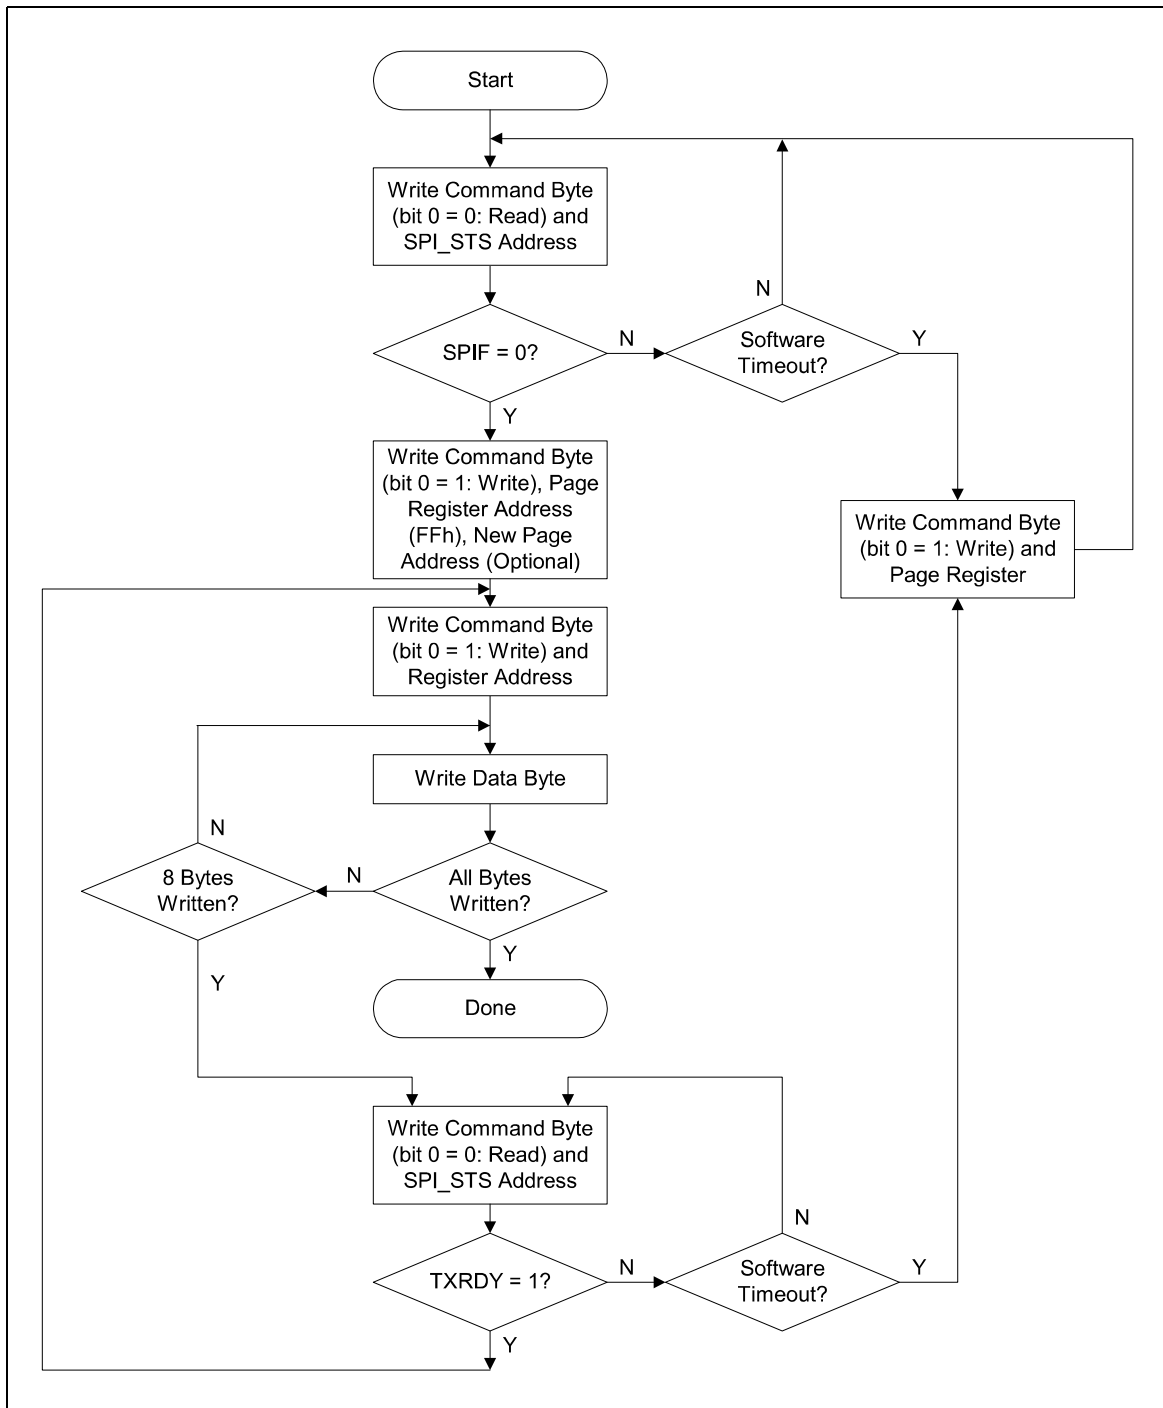 Start
Write Command Byte
(bit 0 = 0: Read) and
SPI_STS Address
N
SPIF = 0?
N
Software
Timeout?
Y
Y
Write Command Byte
(bit 0 = 1: Write), Page
Register Address
(FFh), New Page
Address (Optional)
Write Command Byte
(bit 0 = 1: Write) and
Page Register
Write Command Byte
(bit 0 = 1: Write) and
Register Address
Write Data Byte
N
8 Bytes
Written?
N
All Bytes
Written?
Y
Y
Done
Write Command Byte
(bit 0 = 0: Read) and
SPI_STS Address
N
TXRDY = 1?
N
Software
Timeout?
Y
Y